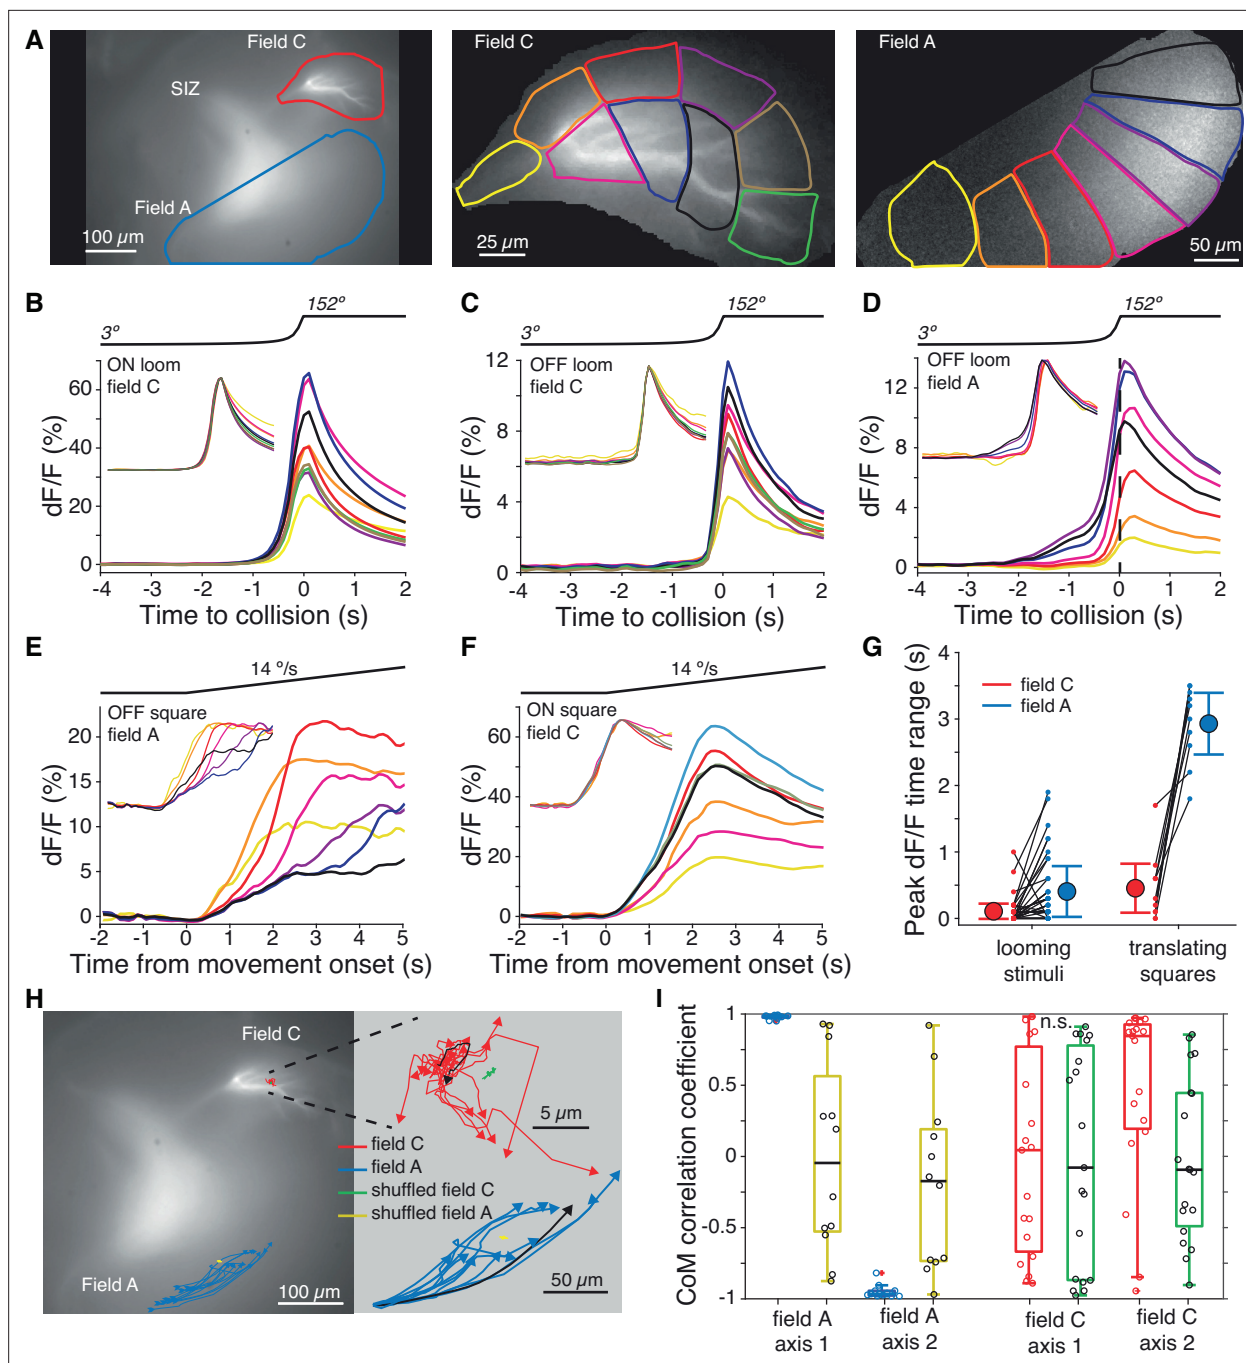 A
Field C
SIZ
Field A
100 µm
Field C
25 µm
Field A
50 µm
B
3º
152º
ON loom
field C
dF/F (%)
60
40
20
0
-4 -3 -2 -1 0 1 2
Time to collision (s)
C
152º
OFF loom
field C
dF/F (%)
12
8
4
0
-4 -3 -2 -1 0 1 2
Time to collision (s)
D
3º
152º
OFF loom
field A
dF/F (%)
12
8
4
0
-4 -3 -2 -1 0 1 2
Time to collision (s)
E
14 º/s
OFF square
field A
dF/F (%)
20
15
10
5
0
-2 -1 0 1 2 3 4 5
Time from movement onset (s)
F
14 º/s
ON square
field C
dF/F (%)
60
40
20
0
-2 -1 0 1 2 3 4 5
Time from movement onset (s)
G
field C
field A
Peak dF/F time range (s)
4
3
2
1
0
looming
stimuli
translating
squares
H
Field C
Field A
100 µm
5 µm
field C
field A
shuffled field C
shuffled field A
50 µm
I
CoM correlation coefficient
1
0.5
0
-0.5
-1
n.s.
field A
axis 1
field A
axis 2
field C
axis 1
field C
axis 2